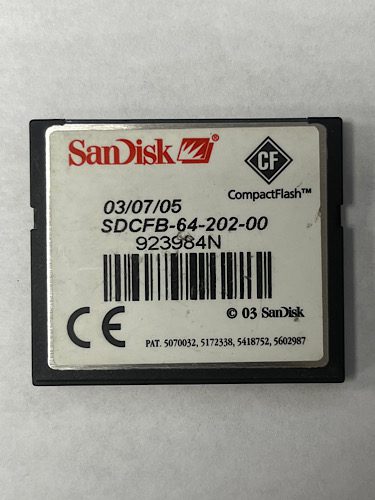 SanDisk
CF
CompactFlash™
03/07/05
SDCFB-64-202-00
923984N
CE
© 03 SanDisk
PAT. 5070032, 5172338, 5418752, 5602987